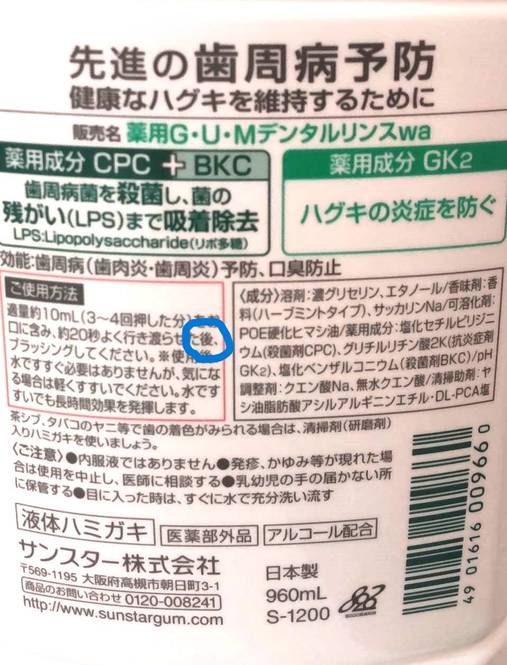 先進の歯周病予防
健康なハグキを維持するために
販売名 薬用G・U・Mデンタルリンスwa
薬用成分 CPC + BKC
歯周病菌を殺菌し、菌の
残がい(LPS)まで吸着除去
LPS:Lipopolysaccharide(リポ多糖)
薬用成分 GK2
ハグキの炎症を防ぐ
効能:歯周病(歯肉炎・歯周炎)予防、口臭防止
ご使用方法
適量約10mL(3〜4回押した分)をお
口に含み、約20秒よく行き渡らせた後、
ブラッシングしてください。※使用後、
水ですすぐ必要はありませんが、気にな
る場合は軽くすすいでください。水です
すいでも長時間効果を発揮します。
〈成分〉溶剤:濃グリセリン、エタノール/香味剤:香
料(ハーブミントタイプ)、サッカリンNa/可溶化剤:
POE硬化ヒマシ油/薬用成分:塩化セチルピリジニ
ウム(殺菌剤CPC)、グリチルリチン酸2K(抗炎症剤
GK2)、塩化ベンザルコニウム(殺菌剤BKC)/pH
調整剤:クエン酸Na、無水クエン酸/清掃助剤:ヤ
シ油脂肪酸アシルアルギニンエチル・DL-PCA塩
茶シブ、タバコのヤニ等で歯の着色がみられる場合は、清掃剤(研磨剤)
入りハグキを使いましょう。
〈ご注意〉●内服液ではありません●発疹、かゆみ等が現れた場
合は使用を中止し、医師に相談する●乳幼児の手の届かない所
に保管する●目に入った時は、すぐに水で充分洗い流す
液体ハミガキ 医薬部外品 アルコール配合
サンスター株式会社
〒569-1195 大阪府高槻市朝日町3-1
商品のお問い合わせ 0120-008241
http://www.sunstargum.com/
日本製
960mL
S-1200
4 901616 009660